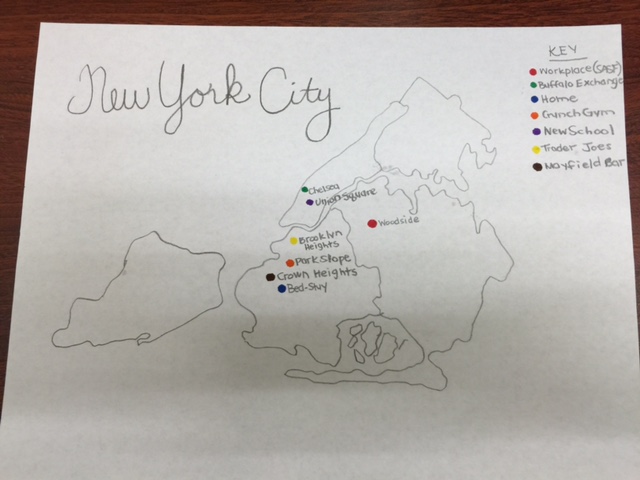 New York City
KEY
Workplace (SASF)
Buffalo Exchange
Home
Crunch Gym
New School
Trader Joes
Mayfield Bar
Chelsea
Union Square
Woodside
Brooklyn
Heights
Park Slope
Crown Heights
Bed-Stuy